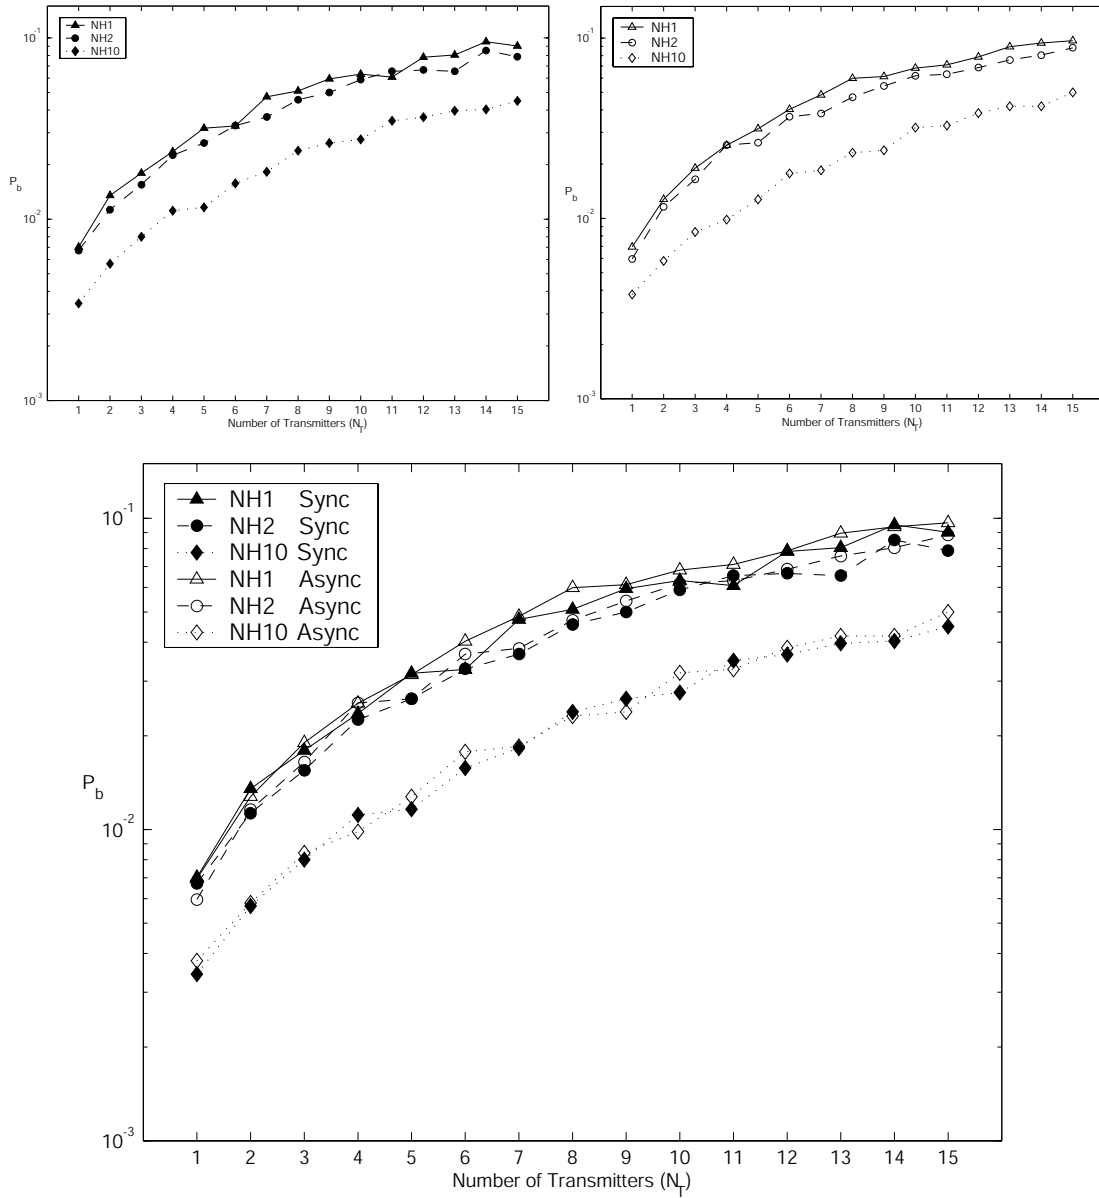 NH1
NH2
NH10
10^-1
10^-2
10^-3
P_b
1 2 3 4 5 6 7 8 9 10 11 12 13 14 15
Number of Transmitters (N_T)
NH1
NH2
NH10
10^-1
10^-2
10^-3
P_b
1 2 3 4 5 6 7 8 9 10 11 12 13 14 15
Number of Transmitters (N_T)
NH1 Sync
NH2 Sync
NH10 Sync
NH1 Async
NH2 Async
NH10 Async
10^-1
10^-2
10^-3
P_b
1 2 3 4 5 6 7 8 9 10 11 12 13 14 15
Number of Transmitters (N_T)